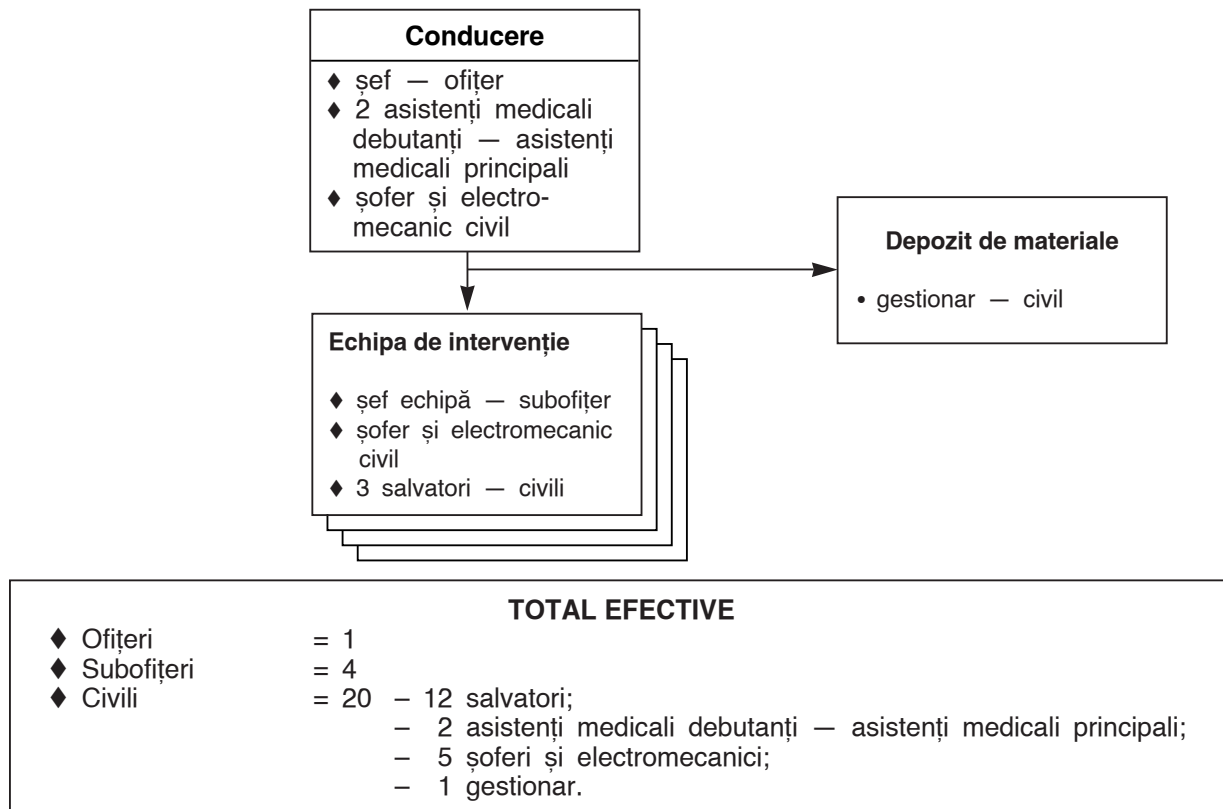 Conducere
♦ șef — ofițer
♦ 2 asistenți medicali
debutanți — asistenți
medicali principali
♦ șofer și electro-
mecanic civil
Depozit de materiale
• gestionar — civil
Echipa de intervenție
♦ șef echipă — subofițer
♦ șofer și electromecanic
civil
♦ 3 salvatori — civili
TOTAL EFECTIVE
♦ Ofițeri = 1
♦ Subofițeri = 4
♦ Civili = 20 – 12 salvatori;
– 2 asistenți medicali debutanți — asistenți medicali principali;
– 5 șoferi și electromecanici;
– 1 gestionar.